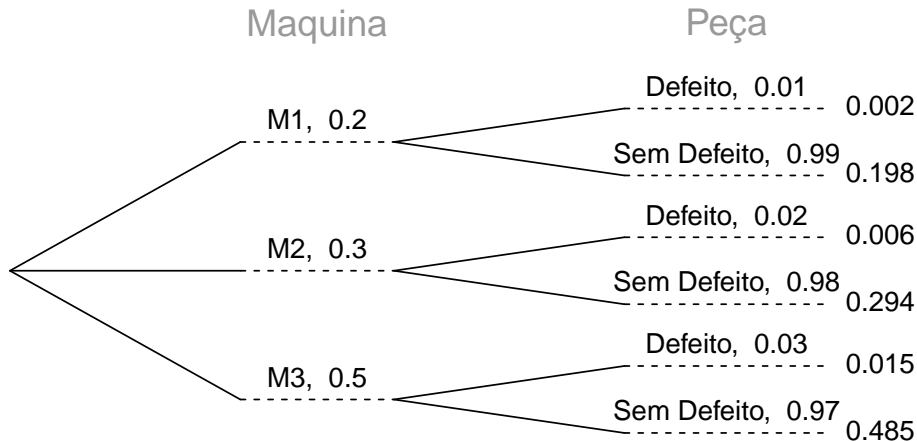 Maquina
Peça
M1, 0.2
Defeito, 0.01
0.002
Sem Defeito, 0.99
0.198
M2, 0.3
Defeito, 0.02
0.006
Sem Defeito, 0.98
0.294
M3, 0.5
Defeito, 0.03
0.015
Sem Defeito, 0.97
0.485